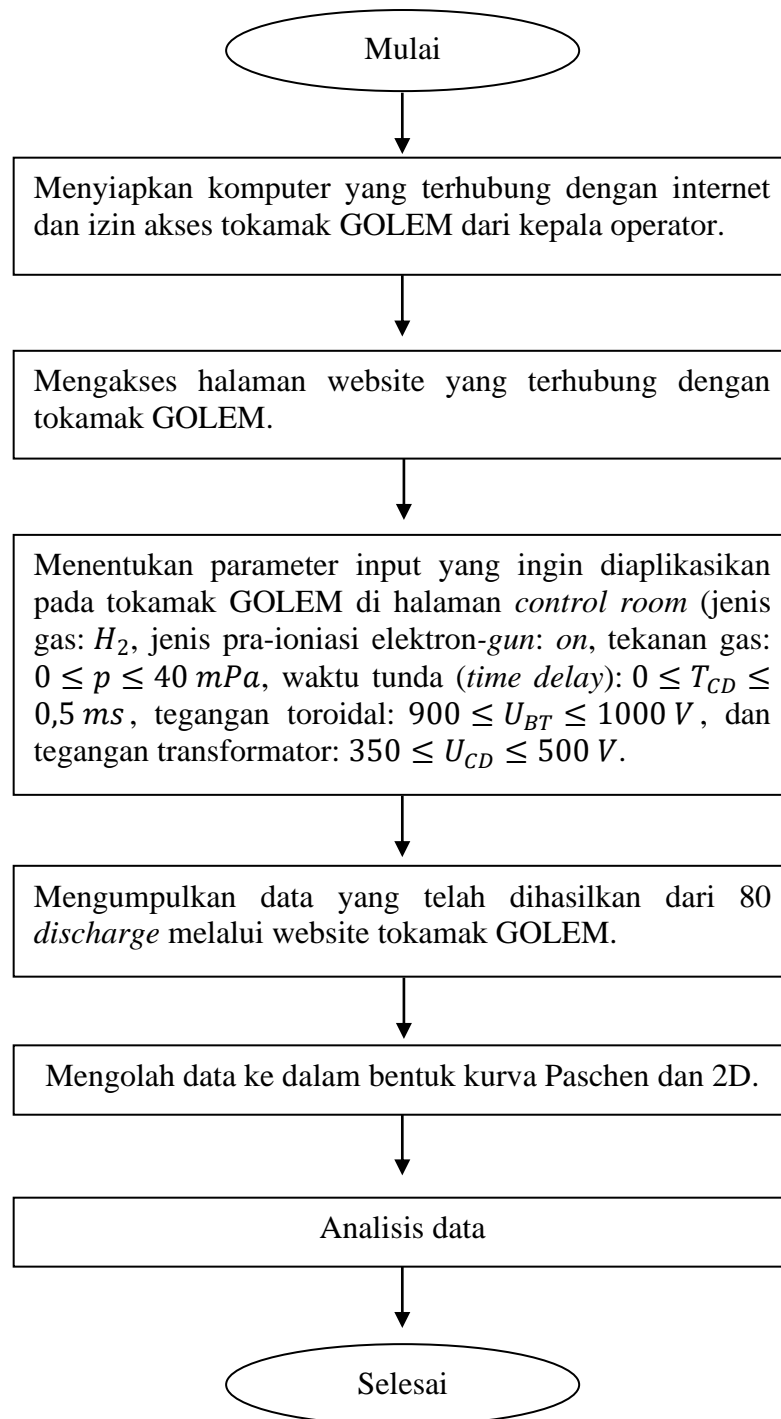 Mulai
Menyiapkan komputer yang terhubung dengan internet
dan izin akses tokamak GOLEM dari kepala operator.
Mengakses halaman website yang terhubung dengan
tokamak GOLEM.
Menentukan parameter input yang ingin diaplikasikan
pada tokamak GOLEM di halaman control room (jenis
gas: H₂, jenis pra-ioniasi elektron-gun: on, tekanan gas:
0 ≤ p ≤ 40 mPa, waktu tunda (time delay): 0 ≤ T_CD ≤
0,5 ms, tegangan toroidal: 900 ≤ U_BT ≤ 1000 V, dan
tegangan transformator: 350 ≤ U_CD ≤ 500 V.
Mengumpulkan data yang telah dihasilkan dari 80
discharge melalui website tokamak GOLEM.
Mengolah data ke dalam bentuk kurva Paschen dan 2D.
Analisis data
Selesai